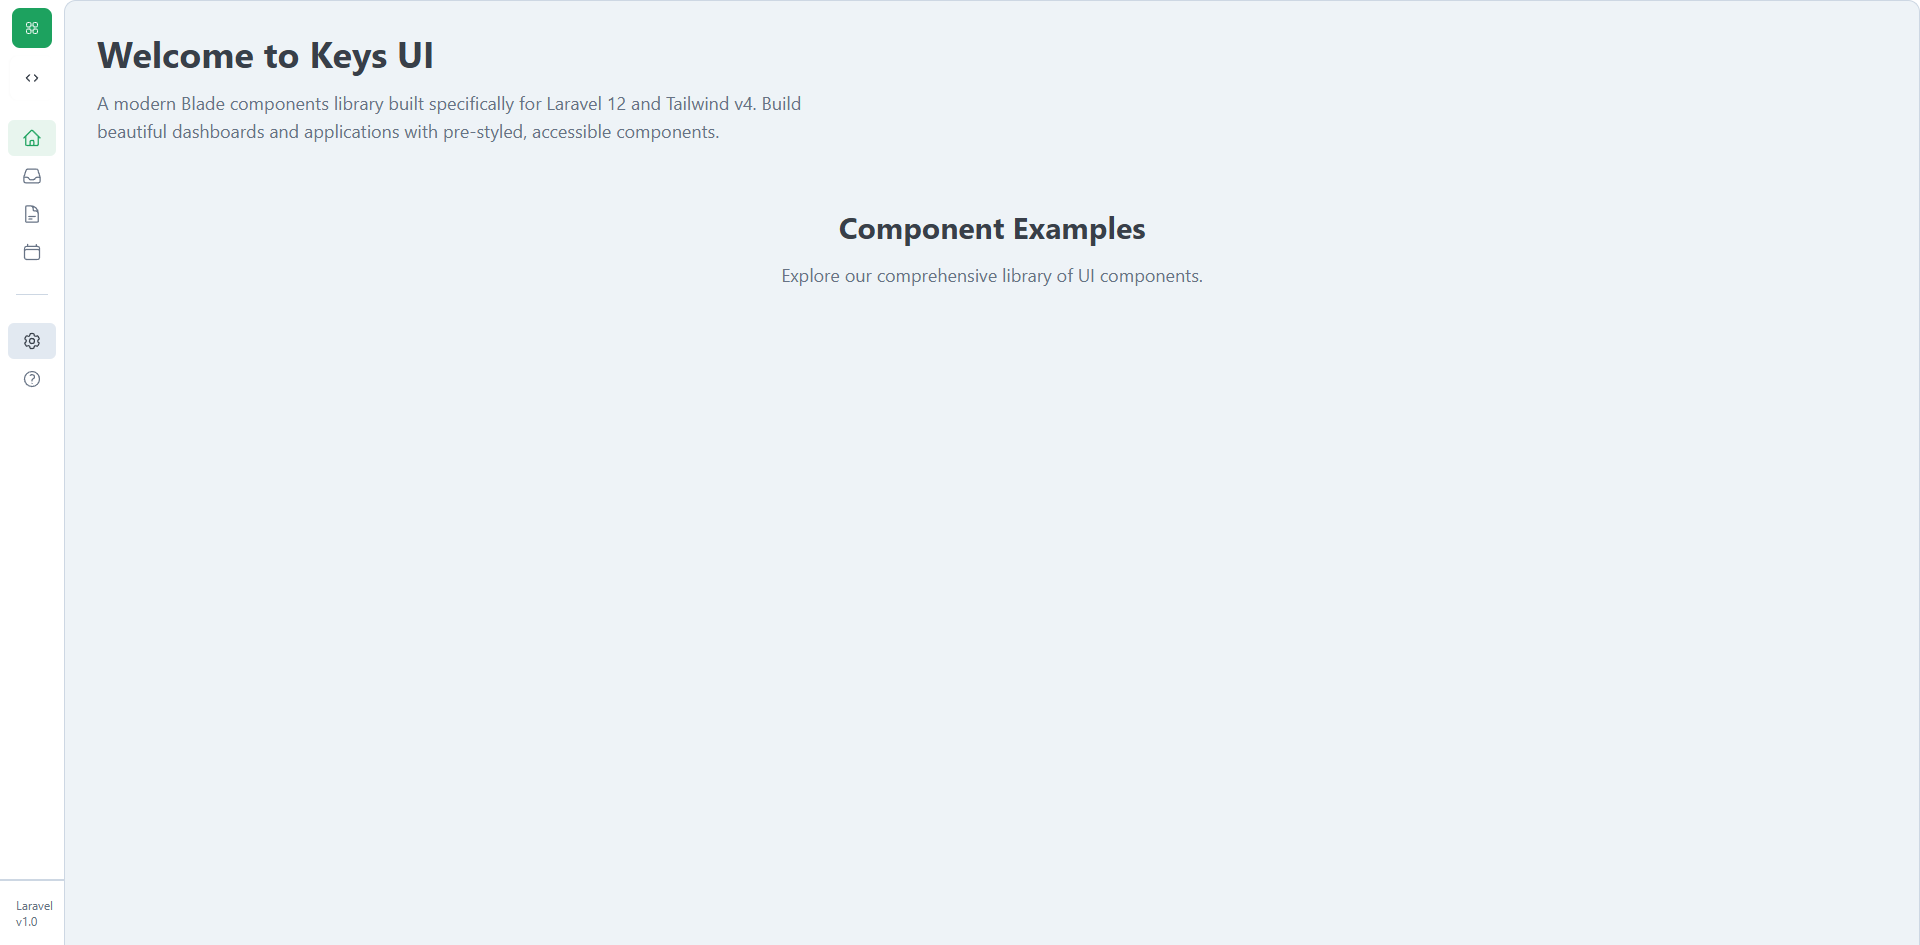 Welcome to Keys UI
A modern Blade components library built specifically for Laravel 12 and Tailwind v4. Build
beautiful dashboards and applications with pre-styled, accessible components.
Component Examples
Explore our comprehensive library of UI components.
Laravel
v1.0